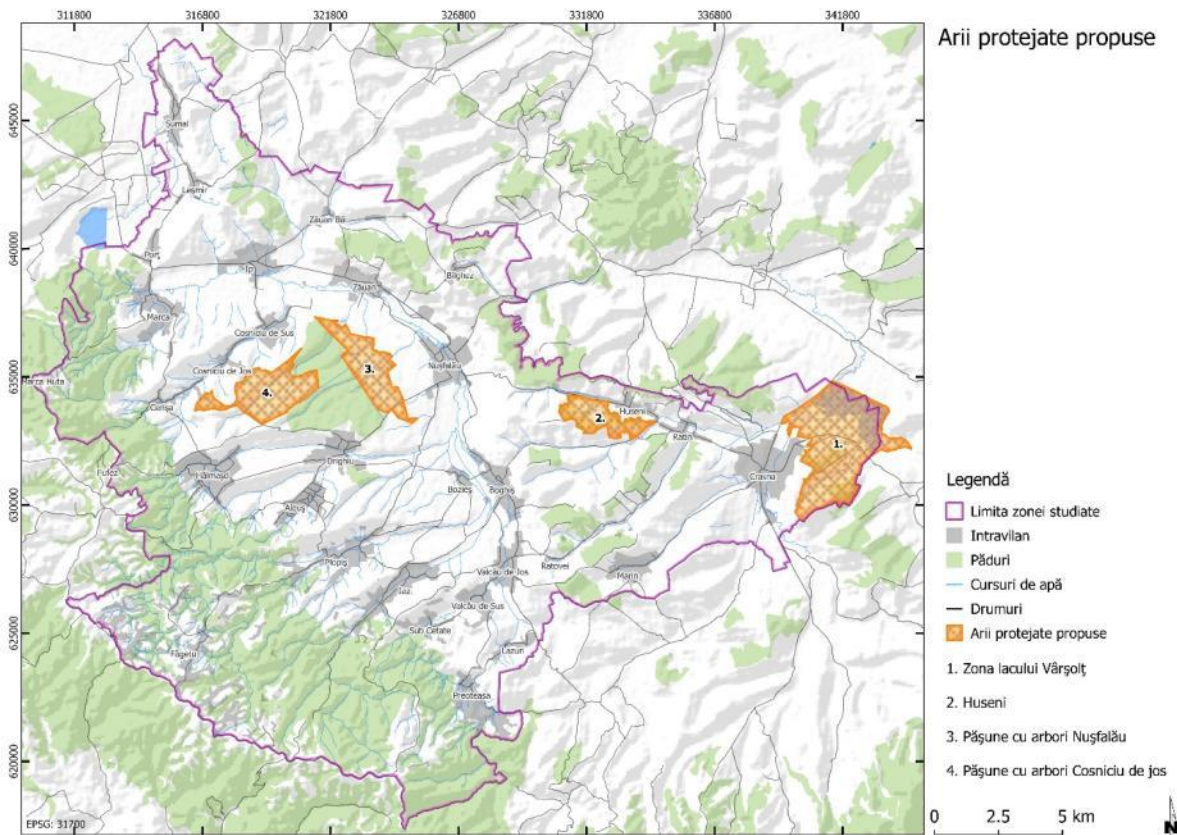 311800 316800 321800 326800 331800 336800 341800
Arii protejate propuse
645000
Șumal
Leșmir
Zăuan Băi
640000
Porț
Ip
Bilghez
Zăuan
Marca
Cosniciu de Sus
Nușfalău
3.
635000
Marca Huta
Cosniciu de Jos
4.
Cerișa
2.
Huseni
Ratin
1.
Crasna
Fufez
Drighiu
Hălmașd
Aleuș
Bozieș
Boghiș
630000
Plopiș
Ratovei
Valcău de Jos
Marin
Iaz
Valcău de Sus
Sub Cetate
625000
Făgetu
Lazuri
Preoteasa
620000
EPSG: 31700
Legendă
Limita zonei studiate
Intravilan
Păduri
Cursuri de apă
Drumuri
Arii protejate propuse
1. Zona lacului Vârșolț
2. Huseni
3. Pășune cu arbori Nușfalău
4. Pășune cu arbori Cosniciu de jos
0 2.5 5 km
N